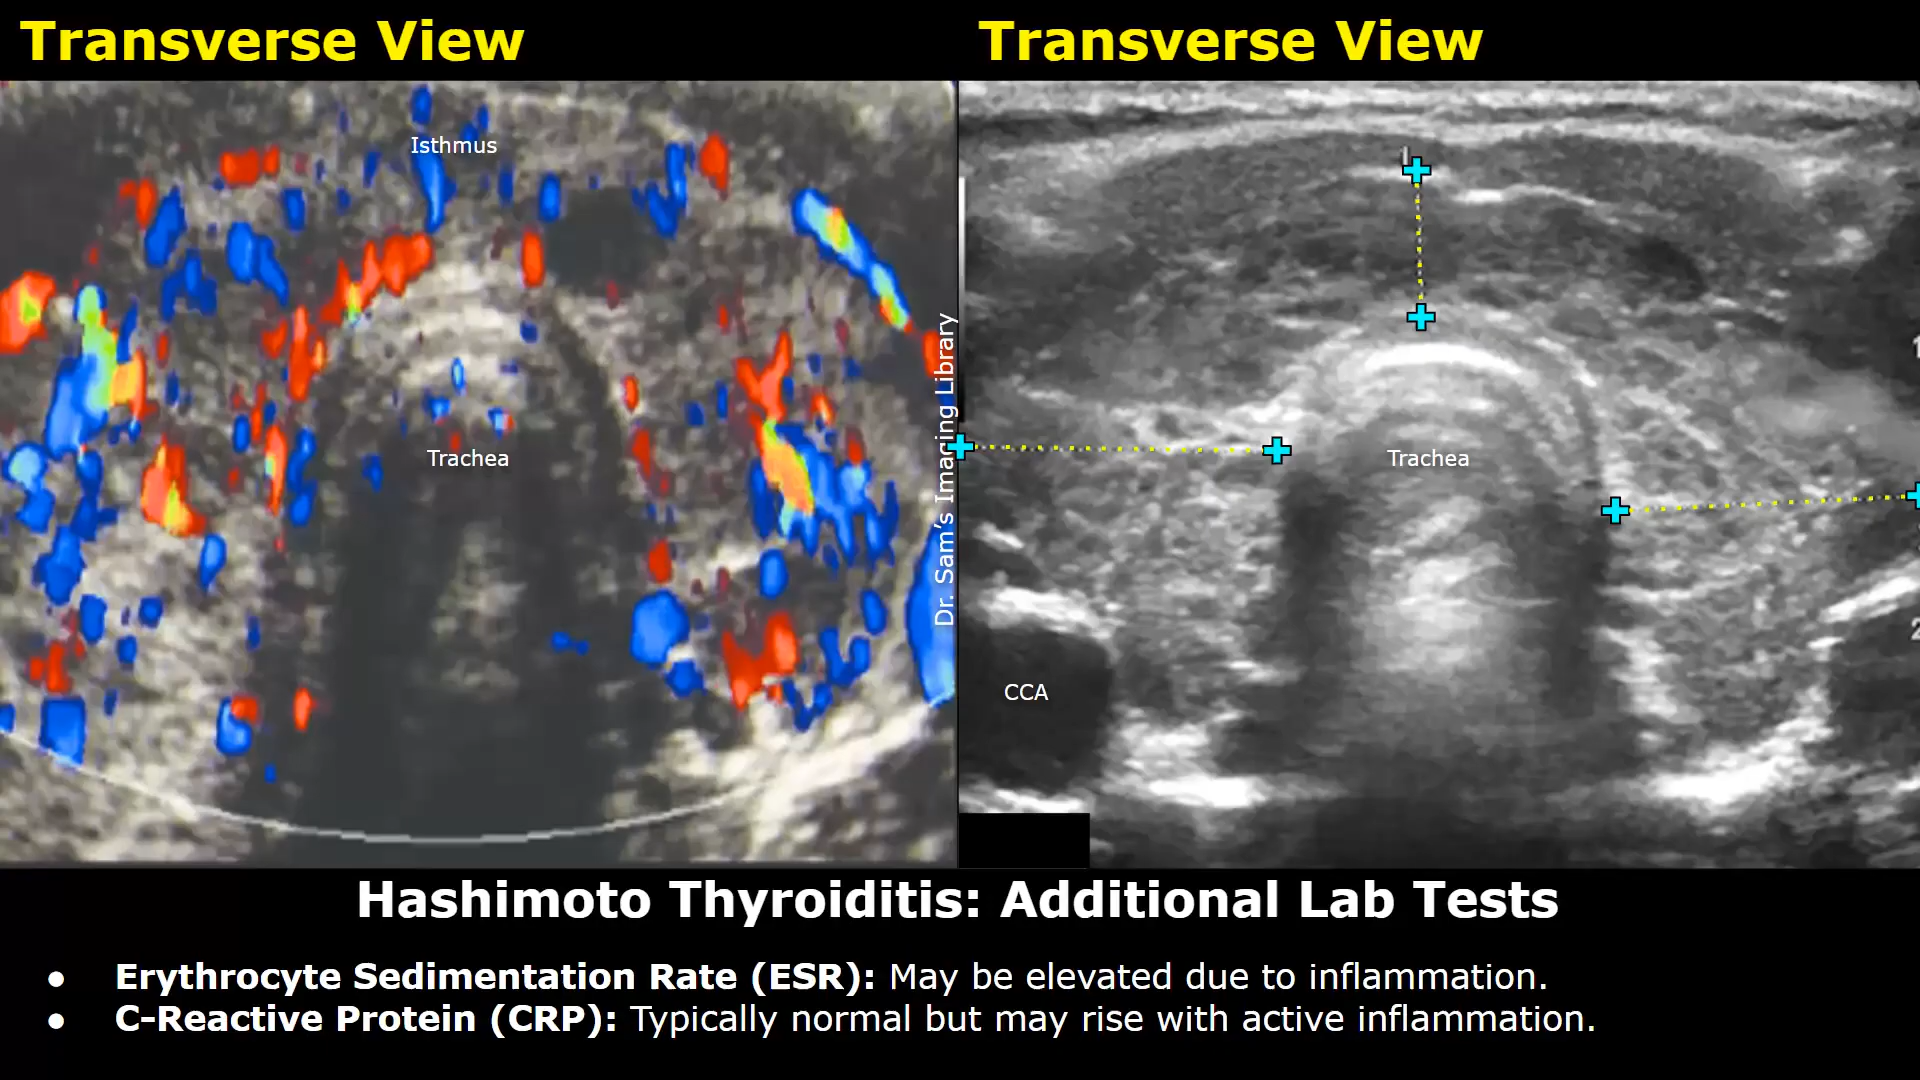 Transverse View
Transverse View
Isthmus
Trachea
Dr. Sam's Imaging Library
Trachea
CCA
1
2
Hashimoto Thyroiditis: Additional Lab Tests
• Erythrocyte Sedimentation Rate (ESR): May be elevated due to inflammation.
• C-Reactive Protein (CRP): Typically normal but may rise with active inflammation.